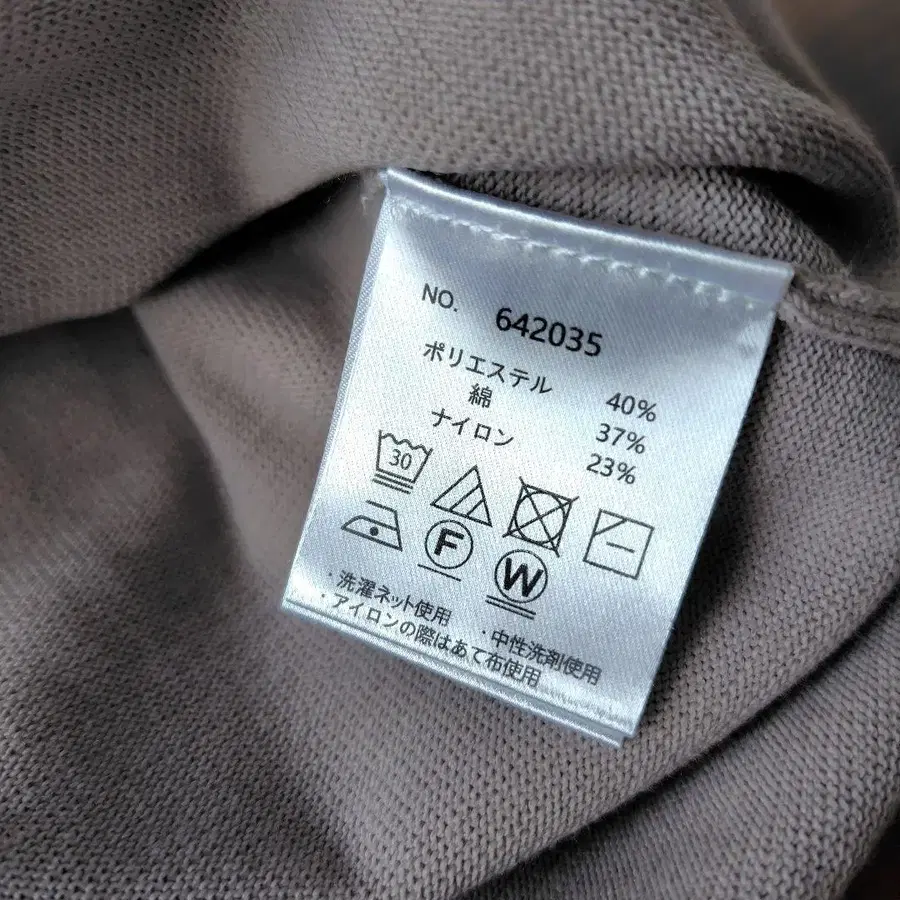 NO. 642035
ポリエステル 40%
綿 37%
ナイロン 23%
30
F
W
・洗濯ネット使用 ・中性洗剤使用
・アイロンの際はあて布使用